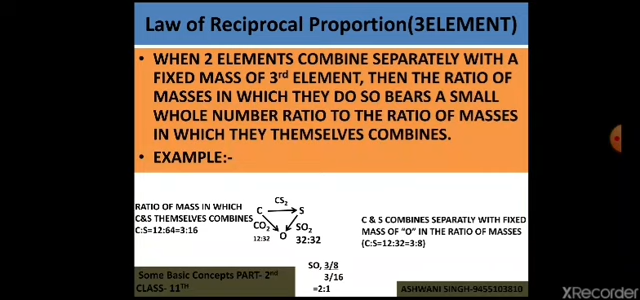 Law of Reciprocal Proportion(3ELEMENT)
• WHEN 2 ELEMENTS COMBINE SEPARATELY WITH A
FIXED MASS OF 3rd ELEMENT, THEN THE RATIO OF
MASSES IN WHICH THEY DO SO BEARS A SMALL
WHOLE NUMBER RATIO TO THE RATIO OF MASSES
IN WHICH THEY THEMSELVES COMBINES.
• EXAMPLE:-
RATIO OF MASS IN WHICH
C&S THEMSELVES COMBINES
C:S=12:64=3:16
CS₂
C S
CO₂ SO₂
12:32 O 32:32
C & S COMBINES SEPARATLY WITH FIXED
MASS OF "O" IN THE RATIO OF MASSES
(C:S=12:32=3:8)
SO, 3/8
3/16
=2:1
Some Basic Concepts PART- 2nd
CLASS- 11TH
ASHWANI SINGH-9455103810
XRecorder